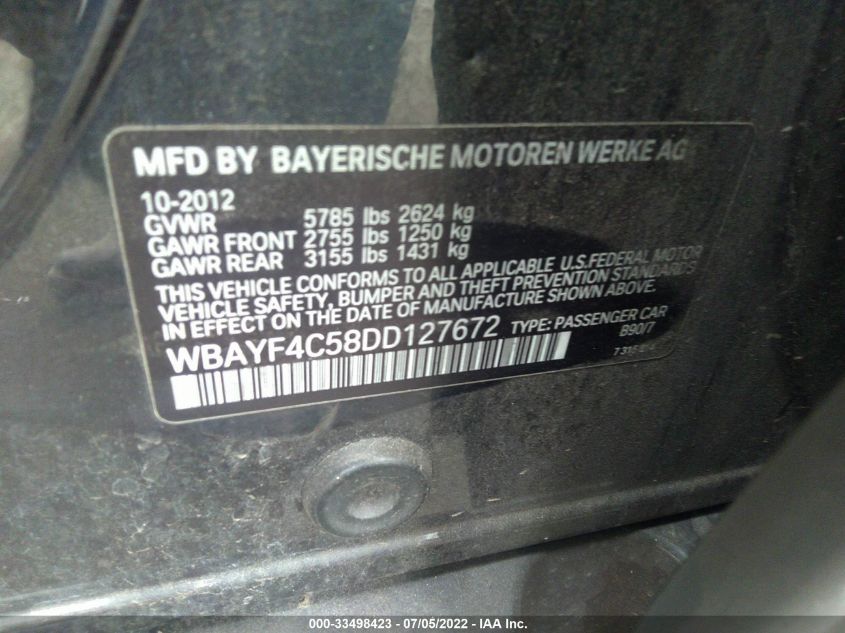 MFD BY BAYERISCHE MOTOREN WERKE AG
10-2012
GVWR 5785 lbs 2624 kg
GAWR FRONT 2755 lbs 1250 kg
GAWR REAR 3155 lbs 1431 kg
THIS VEHICLE CONFORMS TO ALL APPLICABLE U.S.FEDERAL MOTOR
VEHICLE SAFETY, BUMPER AND THEFT PREVENTION STANDARDS
IN EFFECT ON THE DATE OF MANUFACTURE SHOWN ABOVE.
WBAYF4C58DD127672 TYPE: PASSENGER CAR
B90/7
000-33498423 - 07/05/2022 - IAA Inc.